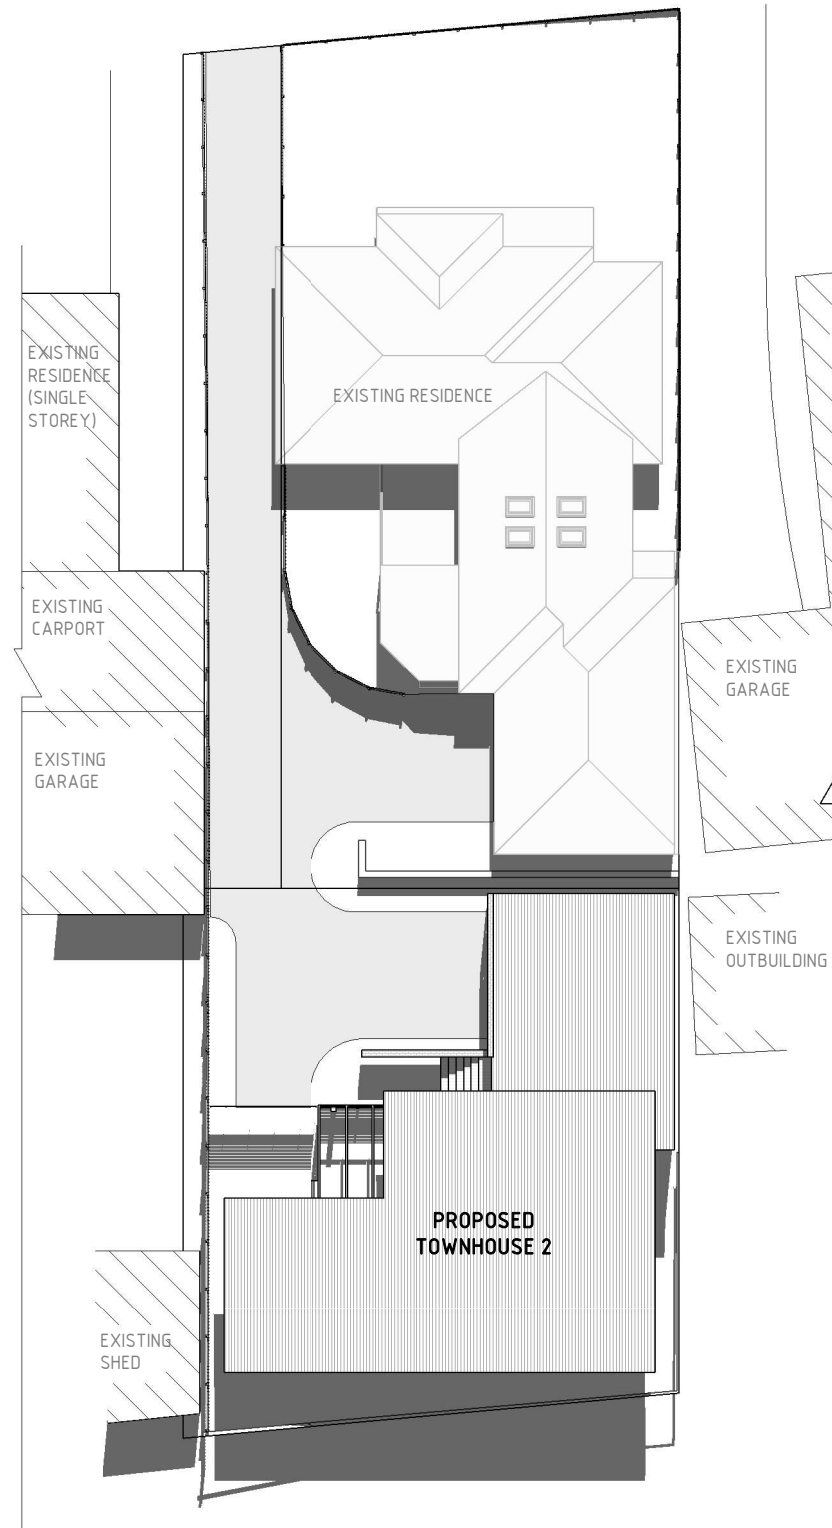 EXISTING
RESIDENCE
(SINGLE
STOREY)
EXISTING RESIDENCE
EXISTING
CARPORT
EXISTING
GARAGE
EXISTING
GARAGE
EXISTING
OUTBUILDING
PROPOSED
TOWNHOUSE 2
EXISTING
SHED